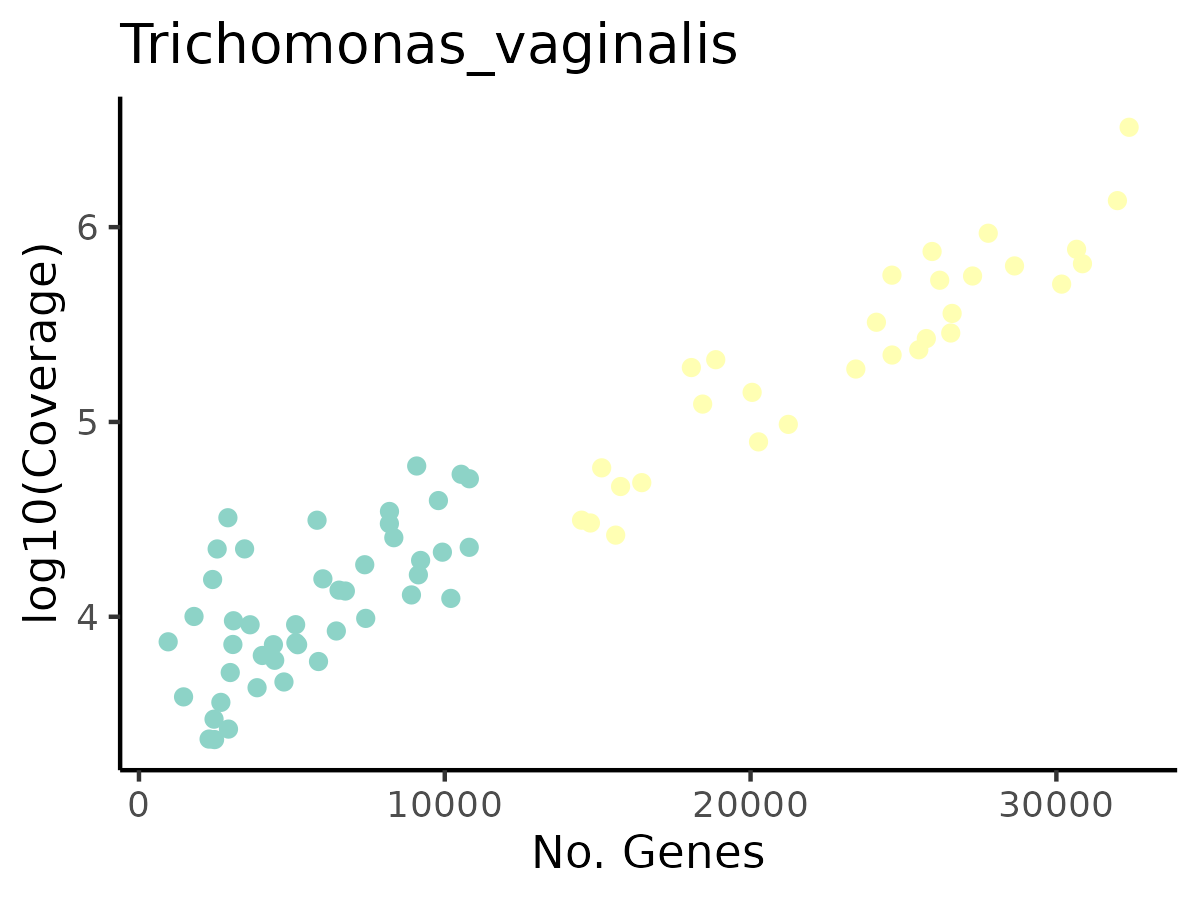 Trichomonas_vaginalis
log10(Coverage)
6
5
4
0 10000 20000 30000
No. Genes